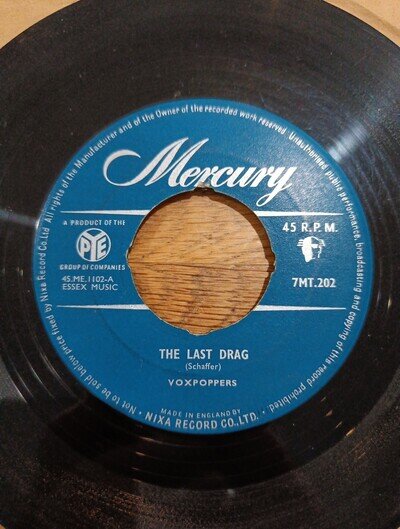 All rights of the Manufacturer and of the Owner of the recorded work reserved. Unauthorised public performance, broadcasting and copying of this record prohibited. Not to be sold below price fixed by Nixa Record Co Ltd
Mercury
A PRODUCT OF THE
PYE
GROUP OF COMPANIES
45.ME.1102-A
ESSEX MUSIC
45 R.P.M.
7MT.202
THE LAST DRAG
(Schaffer)
VOXPOPPERS
MADE IN ENGLAND BY
NIXA RECORD CO., LTD.